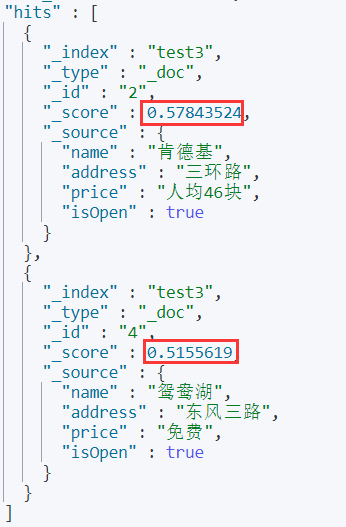 "hits" : [
{
"_index" : "test3",
"_type" : "_doc",
"_id" : "2",
"_score" : 0.57843524,
"_source" : {
"name" : "肯德基",
"address" : "三环路",
"price" : "人均46块",
"isOpen" : true
}
},
{
"_index" : "test3",
"_type" : "_doc",
"_id" : "4",
"_score" : 0.5155619,
"_source" : {
"name" : "鸳鸯湖",
"address" : "东风三路",
"price" : "免费",
"isOpen" : true
}
}
]